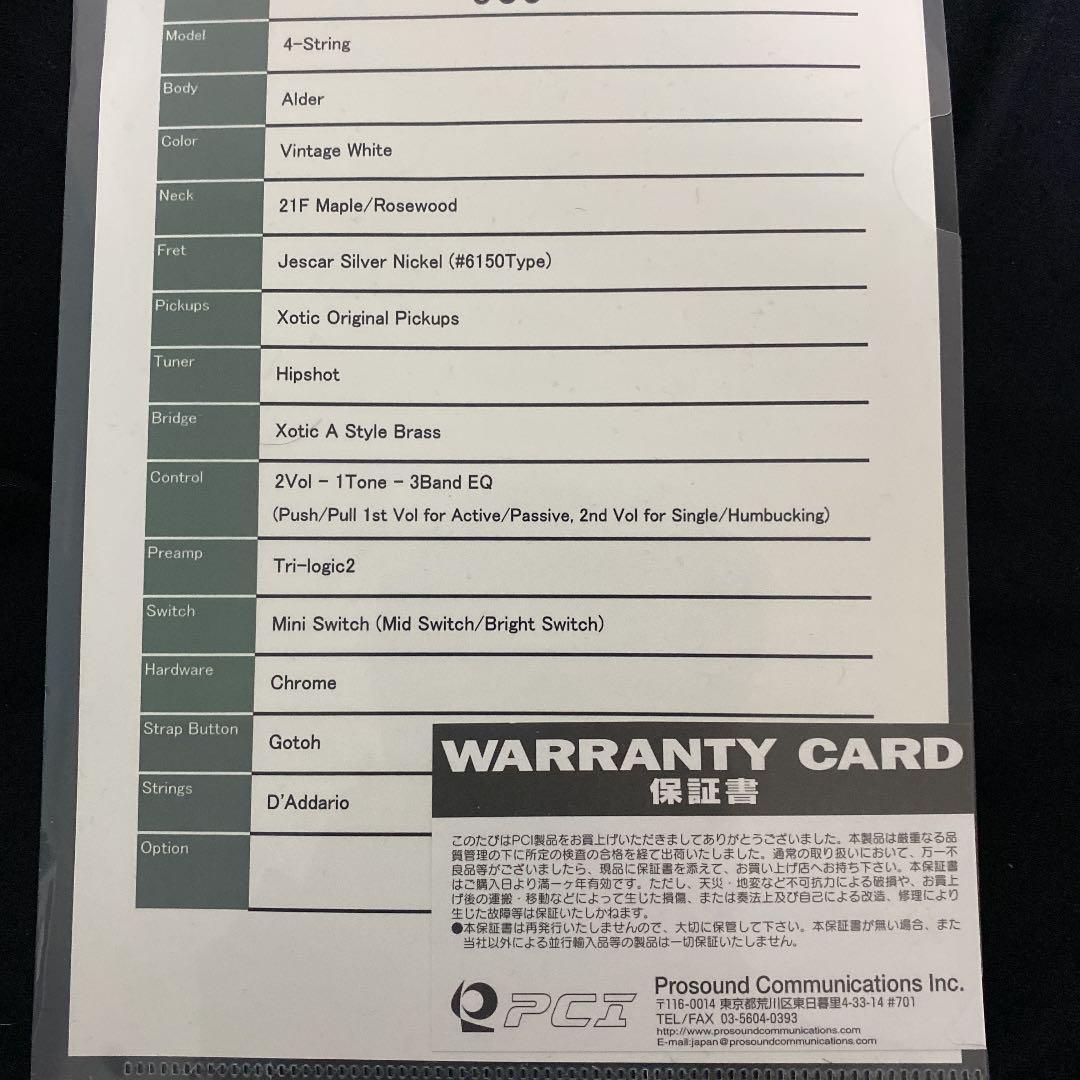 Model 4-String
Body Alder
Color Vintage White
Neck 21F Maple/Rosewood
Fret Jescar Silver Nickel (#6150Type)
Pickups Xotic Original Pickups
Tuner Hipshot
Bridge Xotic A Style Brass
Control 2Vol - 1Tone - 3Band EQ
(Push/Pull 1st Vol for Active/Passive, 2nd Vol for Single/Humbucking)
Preamp Tri-logic2
Switch Mini Switch (Mid Switch/Bright Switch)
Hardware Chrome
Strap Button Gotoh
Strings D'Addario
Option
WARRANTY CARD
保証書
このたびはPCI製品をお買上げいただきましてありがとうございました。本製品は厳重なる品
質管理の下に所定の検査の合格を経て出荷いたしました。通常の取り扱いにおいて、万一不
良品等がございましたら、現品に保証書を添えて、お買い上げ店へお持ち下さい。本保証書
はご購入日より満一ヶ年有効です。ただし、天災・地変など不可抗力による破損や、お買上
げ後の運搬・移動などによって生じた損傷、または奏法上及び自己による改造、修理により
生じた故障等は保証いたしかねます。
●本保証書は再発行いたしませんので、大切に保管して下さい。本保証書が無い場合、また
当社以外による並行輸入品等の製品は一切保証いたしません。
PCI
Prosound Communications Inc.
〒116-0014 東京都荒川区東日暮里4-33-14 #701
TEL/FAX 03-5604-0393
http://www.prosoundcommunications.com
E-mail:japan@prosoundcommunications.com